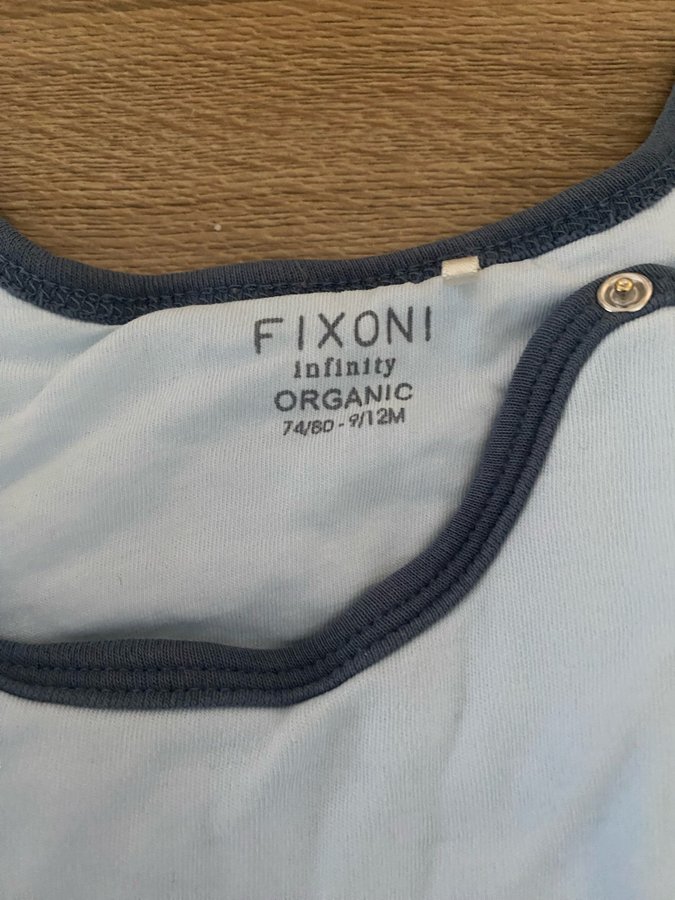 FIXONI
infinity
ORGANIC
74/80 - 9/12M